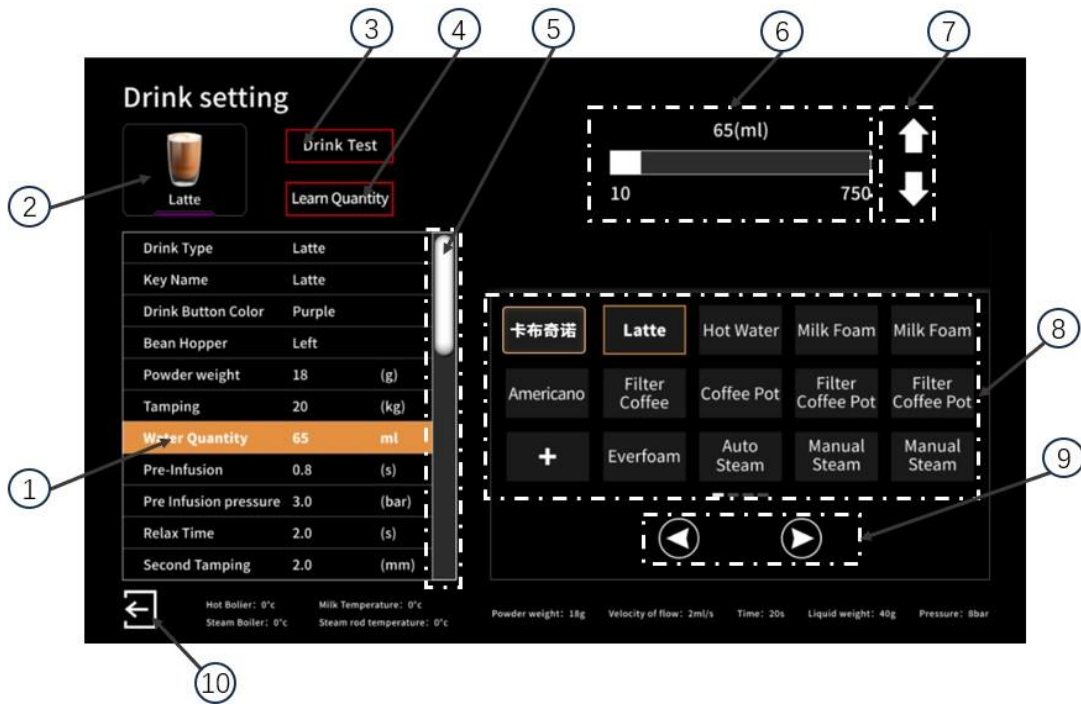 3
4
5
6
7
Drink setting
Drink Test
65(ml)
2
Latte
Learn Quantity
10 750
Drink Type Latte
Key Name Latte
Drink Button Color Purple
Bean Hopper Left
Powder weight 18 (g)
Tamping 20 (kg)
Water Quantity 65 ml
Pre-Infusion 0.8 (s)
Pre Infusion pressure 3.0 (bar)
Relax Time 2.0 (s)
Second Tamping 2.0 (mm)
1
卡布奇诺 Latte Hot Water Milk Foam Milk Foam
Americano Filter Coffee Coffee Pot Filter Coffee Pot Filter Coffee Pot
+ Everfoam Auto Steam Manual Steam Manual Steam
8
9
Hot Bolier: 0°c Milk Temperature: 0°c
Steam Boiler: 0°c Steam rod temperature: 0°c
Powder weight: 18g Velocity of flow: 2ml/s Time: 20s Liquid weight: 40g Pressure: 8bar
10